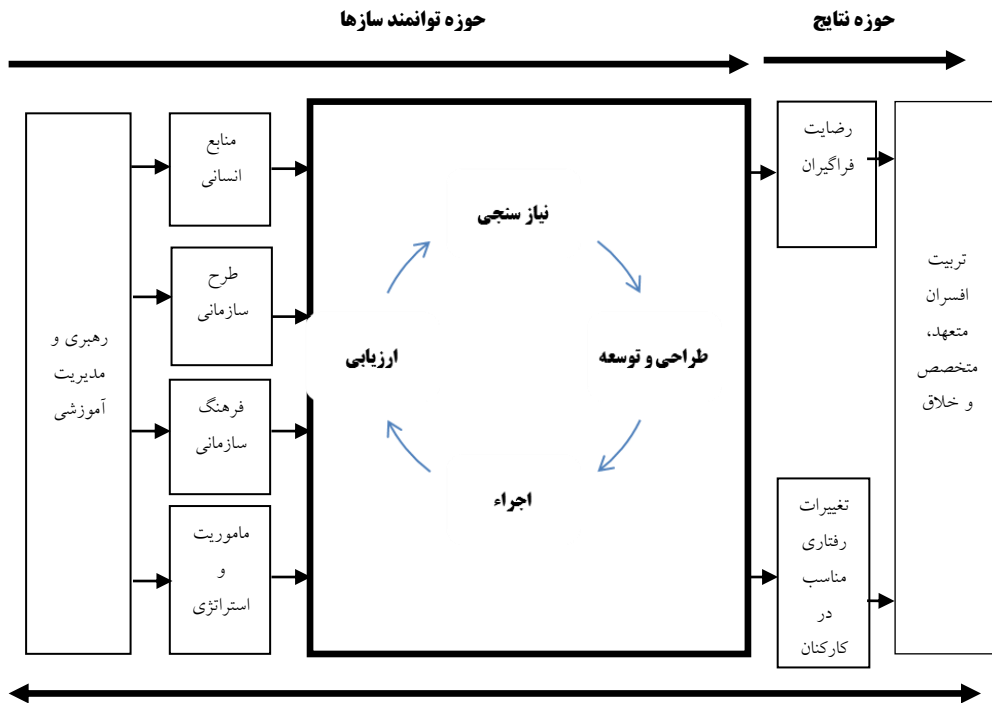 حوزه توانمند سازها
حوزه نتایج
رهبری و
مدیریت
آموزشی
منابع
انسانی
طرح
سازمانی
فرهنگ
سازمانی
ماموریت
و
استراتژی
نیاز سنجی
طراحی و توسعه
اجراء
ارزیابی
رضایت
فراگیران
تغییرات
رفتاری
مناسب
در
کارکنان
تربیت
افسران
متعهد،
متخصص
و خلاق